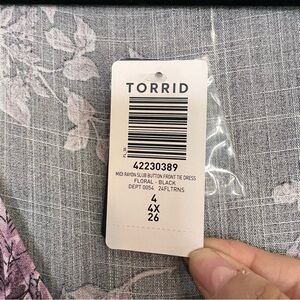 TORRID
42230389
MIDI RAYON SLUB BUTTON FRONT TIE DRESS
FLORAL - BLACK
DEPT 0054 24FLTRNS
4
4X
26